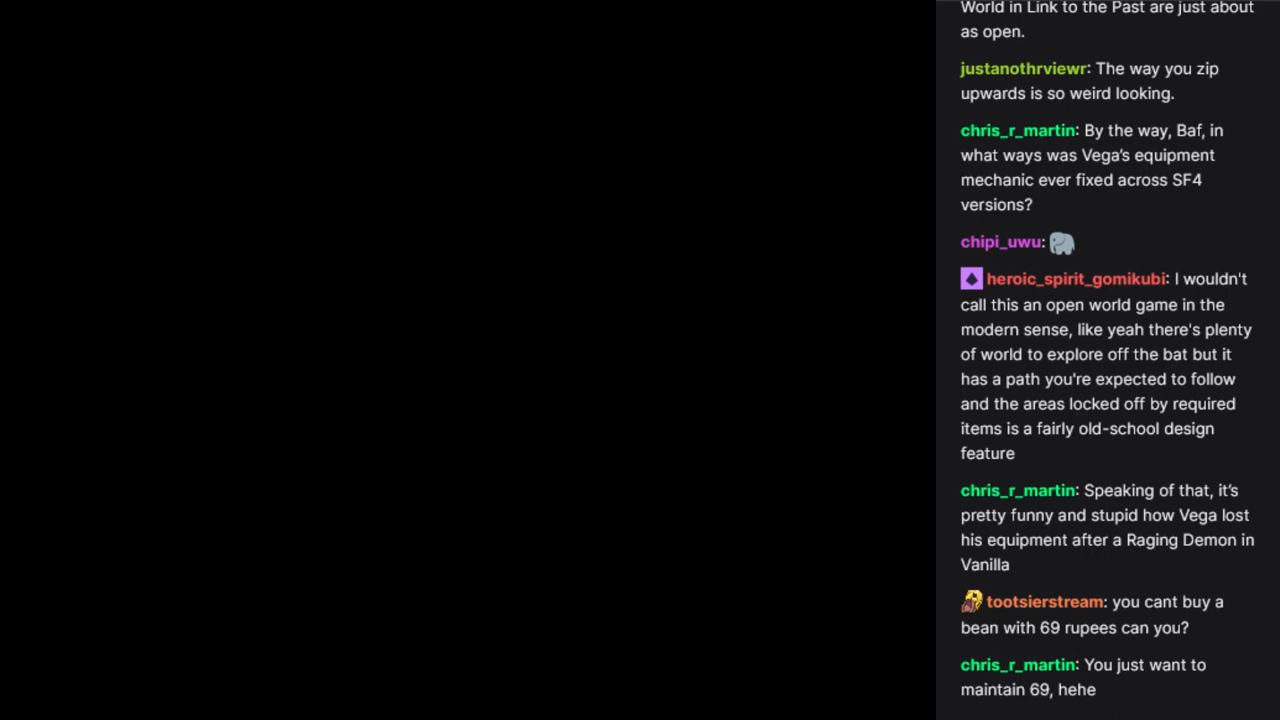 World in Link to the Past are just about
as open.
justanothrviewr: The way you zip
upwards is so weird looking.
chris_r_martin: By the way, Baf, in
what ways was Vega’s equipment
mechanic ever fixed across SF4
versions?
chipi_uwu:
heroic_spirit_gomikubi: I wouldn't
call this an open world game in the
modern sense, like yeah there's plenty
of world to explore off the bat but it
has a path you're expected to follow
and the areas locked off by required
items is a fairly old-school design
feature
chris_r_martin: Speaking of that, it’s
pretty funny and stupid how Vega lost
his equipment after a Raging Demon in
Vanilla
tootsierstream: you cant buy a
bean with 69 rupees can you?
chris_r_martin: You just want to
maintain 69, hehe